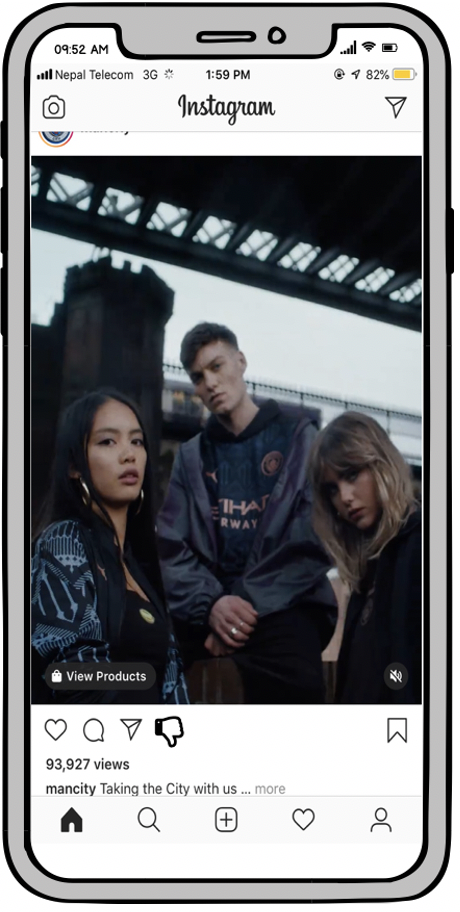 09:52 AM
Nepal Telecom 3G 1:59 PM 82%
Instagram
mancity
ETIHAD
AIRWAYS
View Products
93,927 views
mancity Taking the City with us ... more